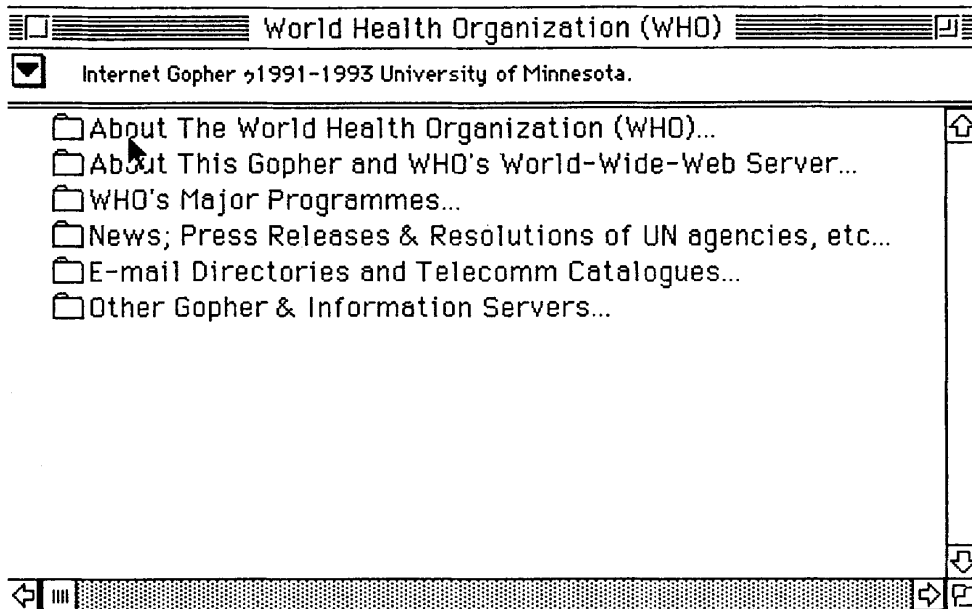 World Health Organization (WHO)
Internet Gopher ק1991-1993 University of Minnesota.
About The World Health Organization (WHO)...
About This Gopher and WHO's World-Wide-Web Server...
WHO's Major Programmes...
News; Press Releases & Resolutions of UN agencies, etc...
E-mail Directories and Telecomm Catalogues...
Other Gopher & Information Servers...